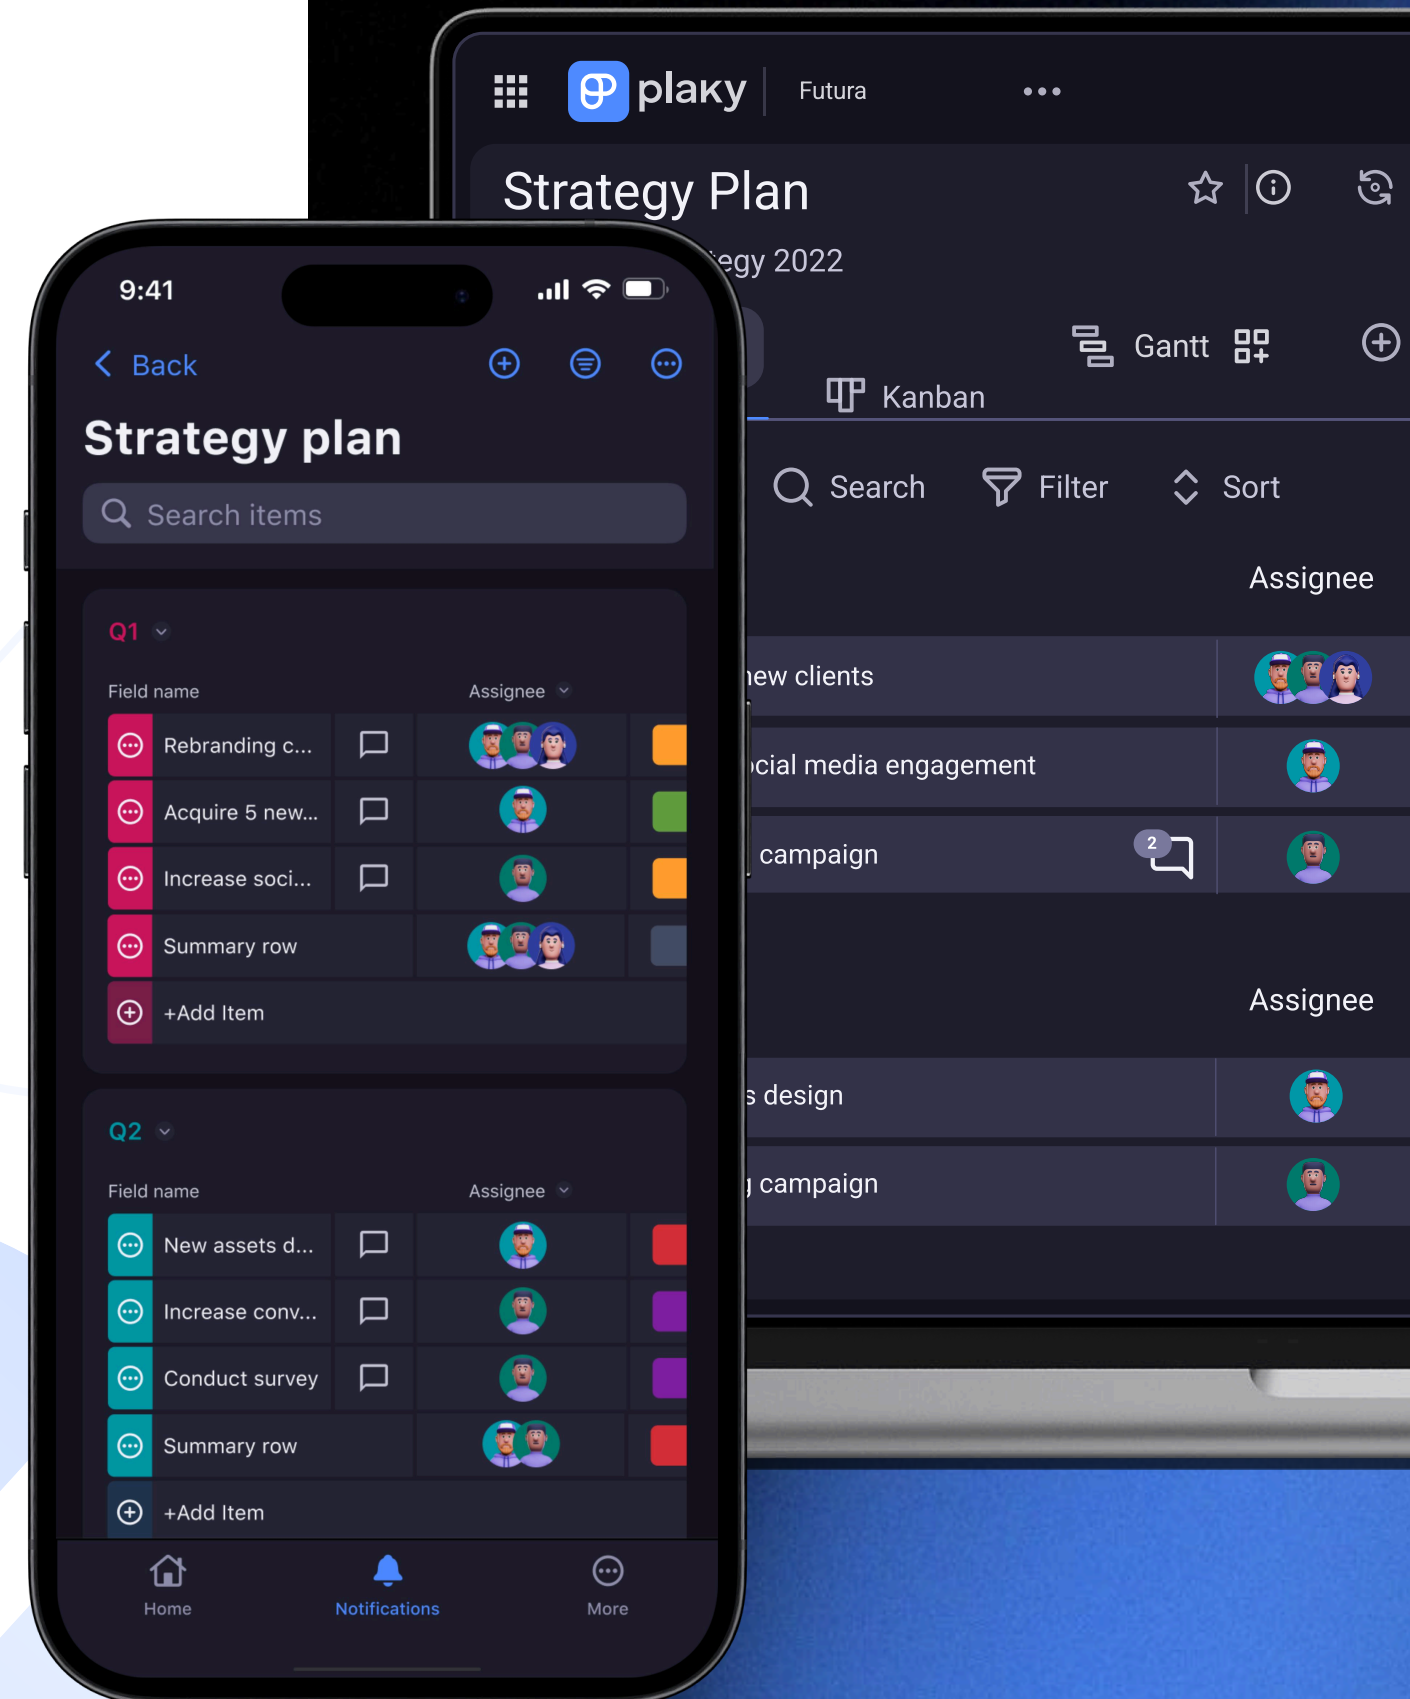 plaky
Futura
Strategy Plan
2022
Gantt
Kanban
Search
Filter
Sort
Assignee
clients
media engagement
campaign
2
Assignee
design
campaign
9:41
Back
Strategy plan
Search items
Q1
Field name
Assignee
Rebranding c...
Acquire 5 new...
Increase soci...
Summary row
+Add Item
Q2
Field name
Assignee
New assets d...
Increase conv...
Conduct survey
Summary row
+Add Item
Home
Notifications
More